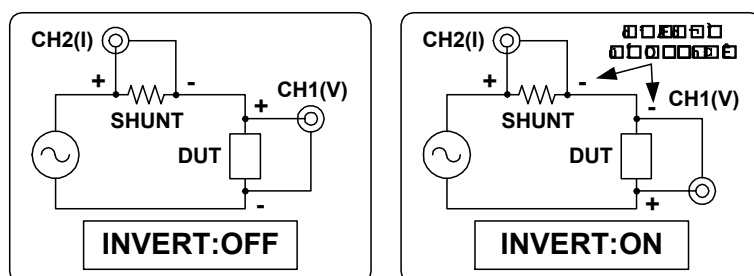 CH2(I)
+
-
SHUNT
+
CH1(V)
DUT
-
INVERT:OFF
CH2(I)
+
-
SHUNT
-
CH1(V)
DUT
+
INVERT:ON